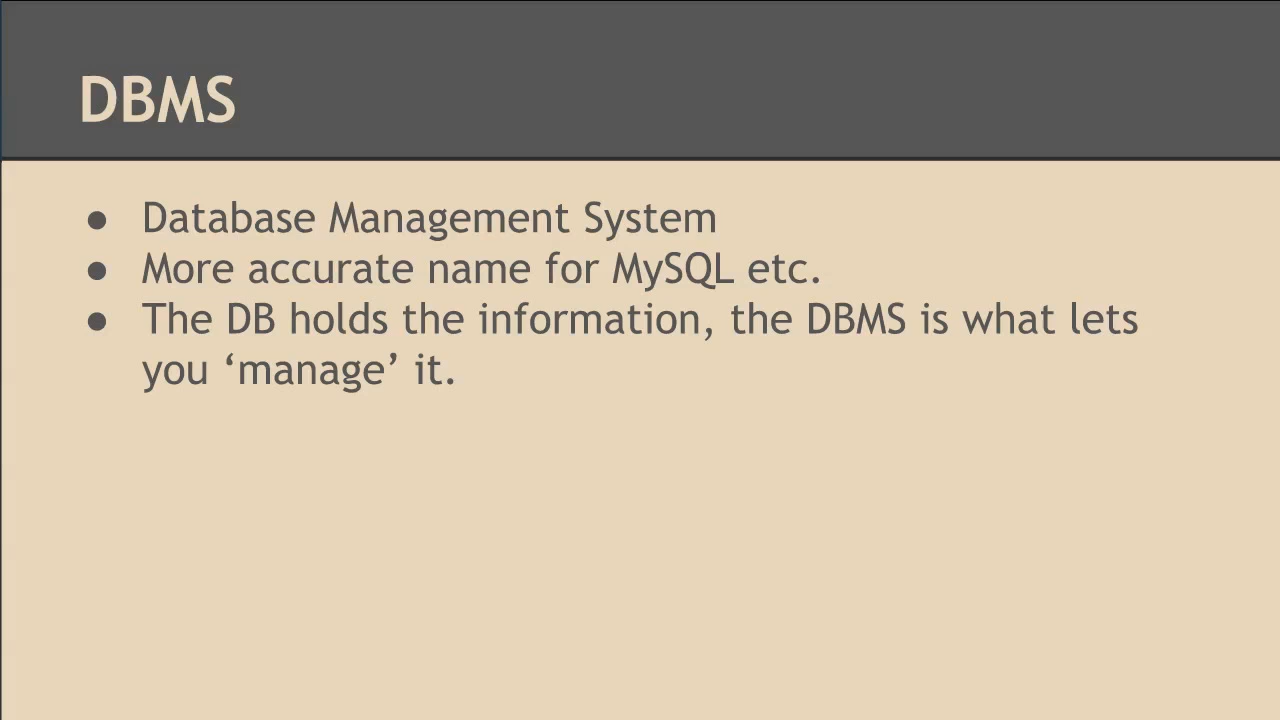 DBMS
● Database Management System
● More accurate name for MySQL etc.
● The DB holds the information, the DBMS is what lets
you ‘manage’ it.